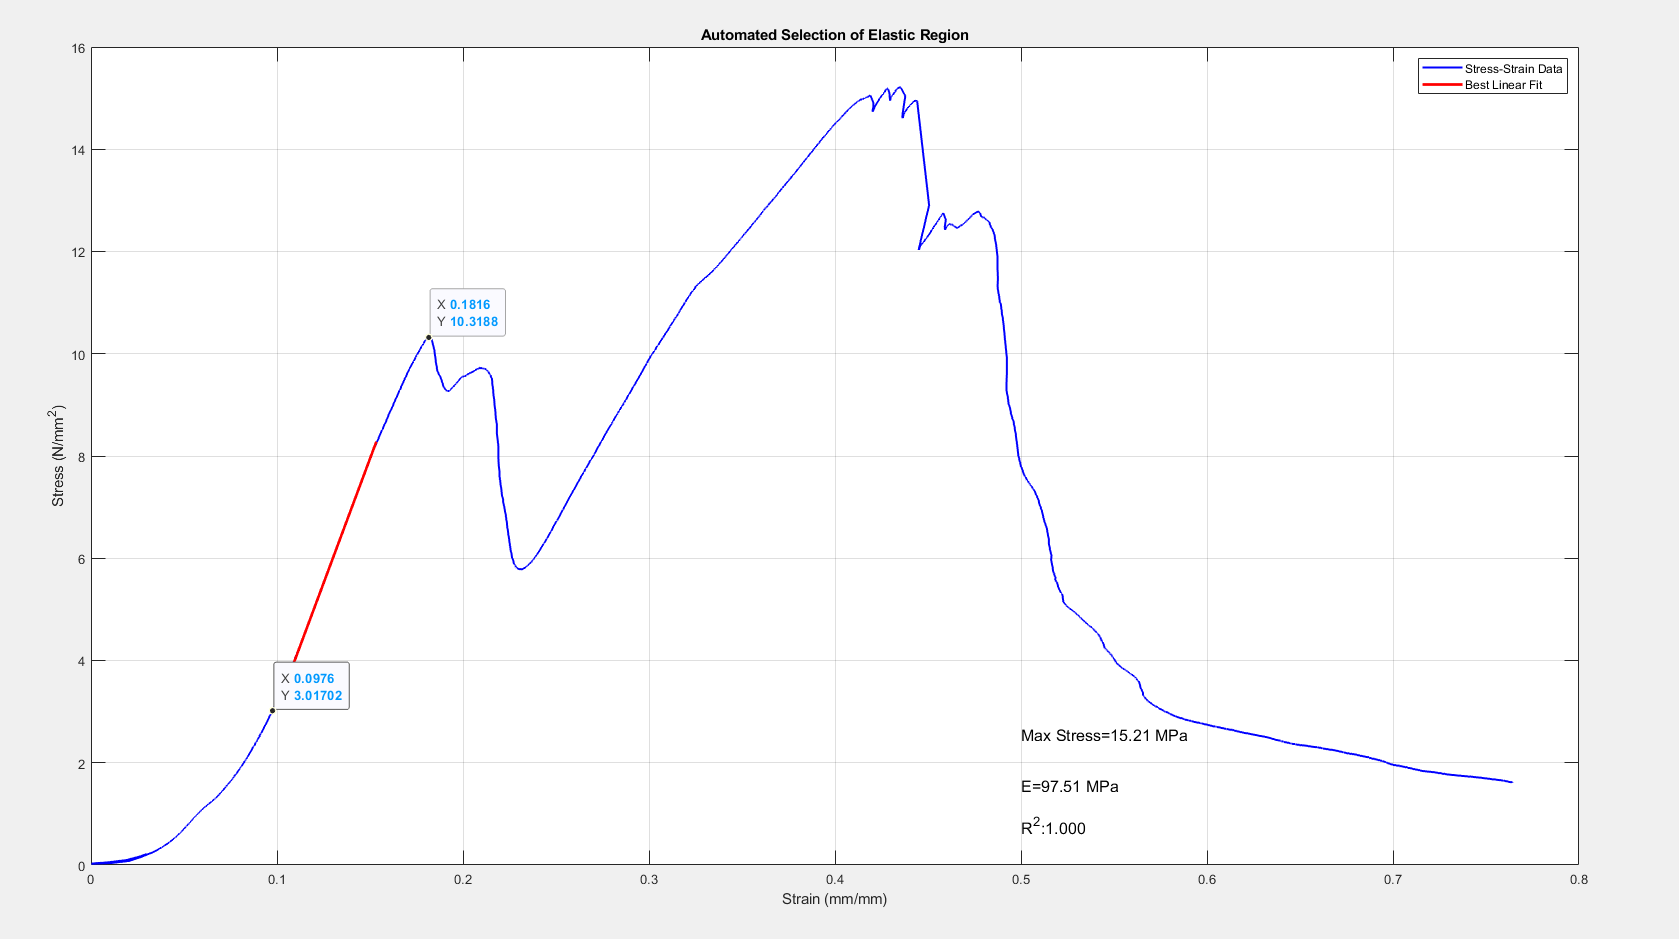 Automated Selection of Elastic Region
Stress-Strain Data
Best Linear Fit
16
14
12
10
8
6
4
2
0
Stress (N/mm²)
X 0.1816
Y 10.3188
X 0.0976
Y 3.01702
Max Stress=15.21 MPa
E=97.51 MPa
R²:1.000
0 0.1 0.2 0.3 0.4 0.5 0.6 0.7 0.8
Strain (mm/mm)